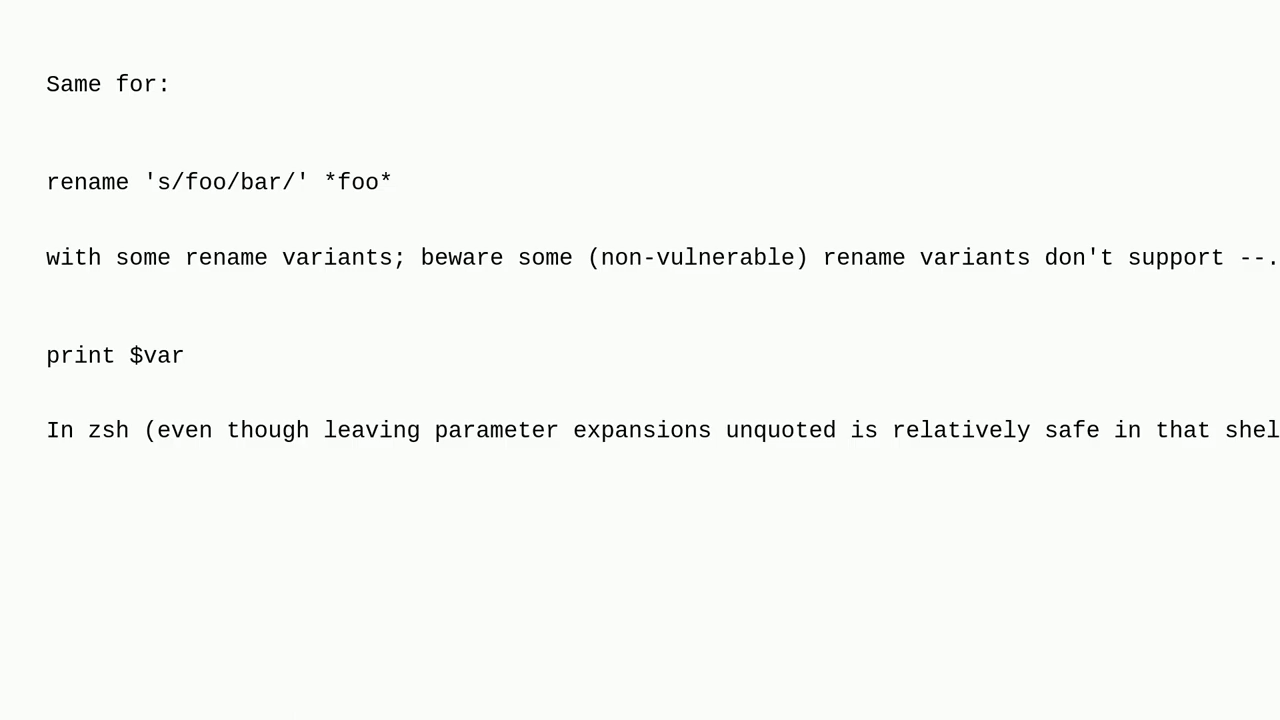 Same for:
rename 's/foo/bar/' *foo*
with some rename variants; beware some (non-vulnerable) rename variants don't support --.
print $var
In zsh (even though leaving parameter expansions unquoted is relatively safe in that shel